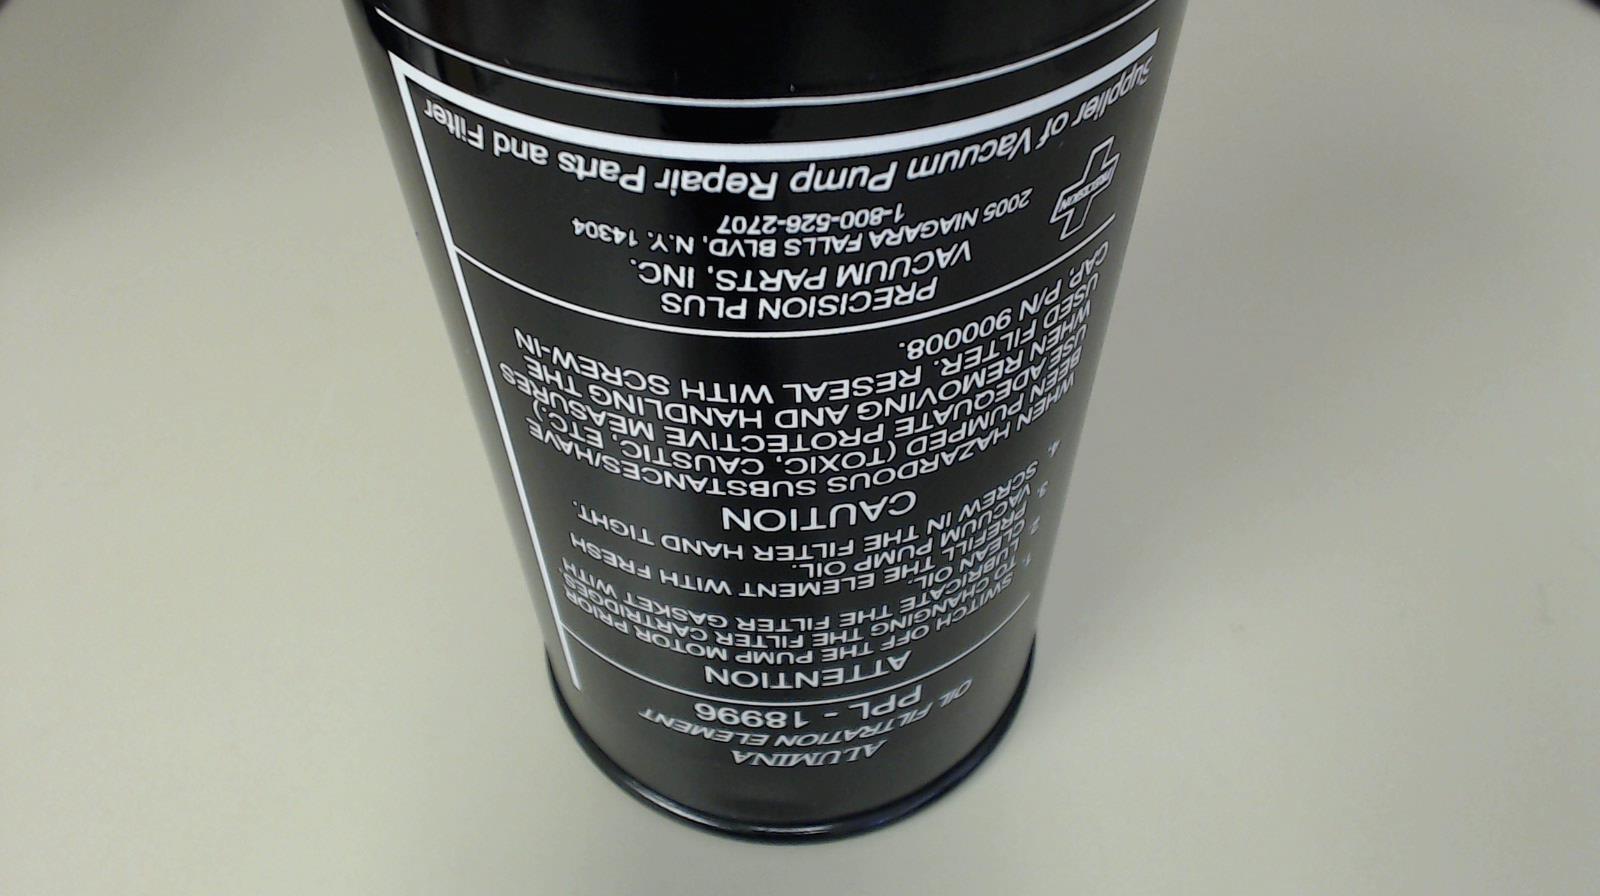 ALUMINA
OIL FILTRATION ELEMENT
PPL - 18996
ATTENTION
SWITCH OFF THE PUMP MOTOR PRIOR
TO CHANGING THE FILTER CARTRIDGES.
1. LUBRICATE THE FILTER GASKET WITH
CLEAN OIL.
2. PREFILL THE ELEMENT WITH FRESH
VACUUM PUMP OIL.
3. SCREW IN THE FILTER HAND TIGHT.
4.
CAUTION
WHEN HAZARDOUS SUBSTANCES/HAVE
BEEN PUMPED (TOXIC, CAUSTIC, ETC.)
USE ADEQUATE PROTECTIVE MEASURES
WHEN REMOVING AND HANDLING THE
USED FILTER. RESEAL WITH SCREW-IN
CAP. P/N 900008.
PRECISION PLUS
VACUUM PARTS, INC.
2005 NIAGARA FALLS BLVD, N.Y. 14304
1-800-526-2707
PRECISION
Supplier of Vacuum Pump Repair Parts and Filter